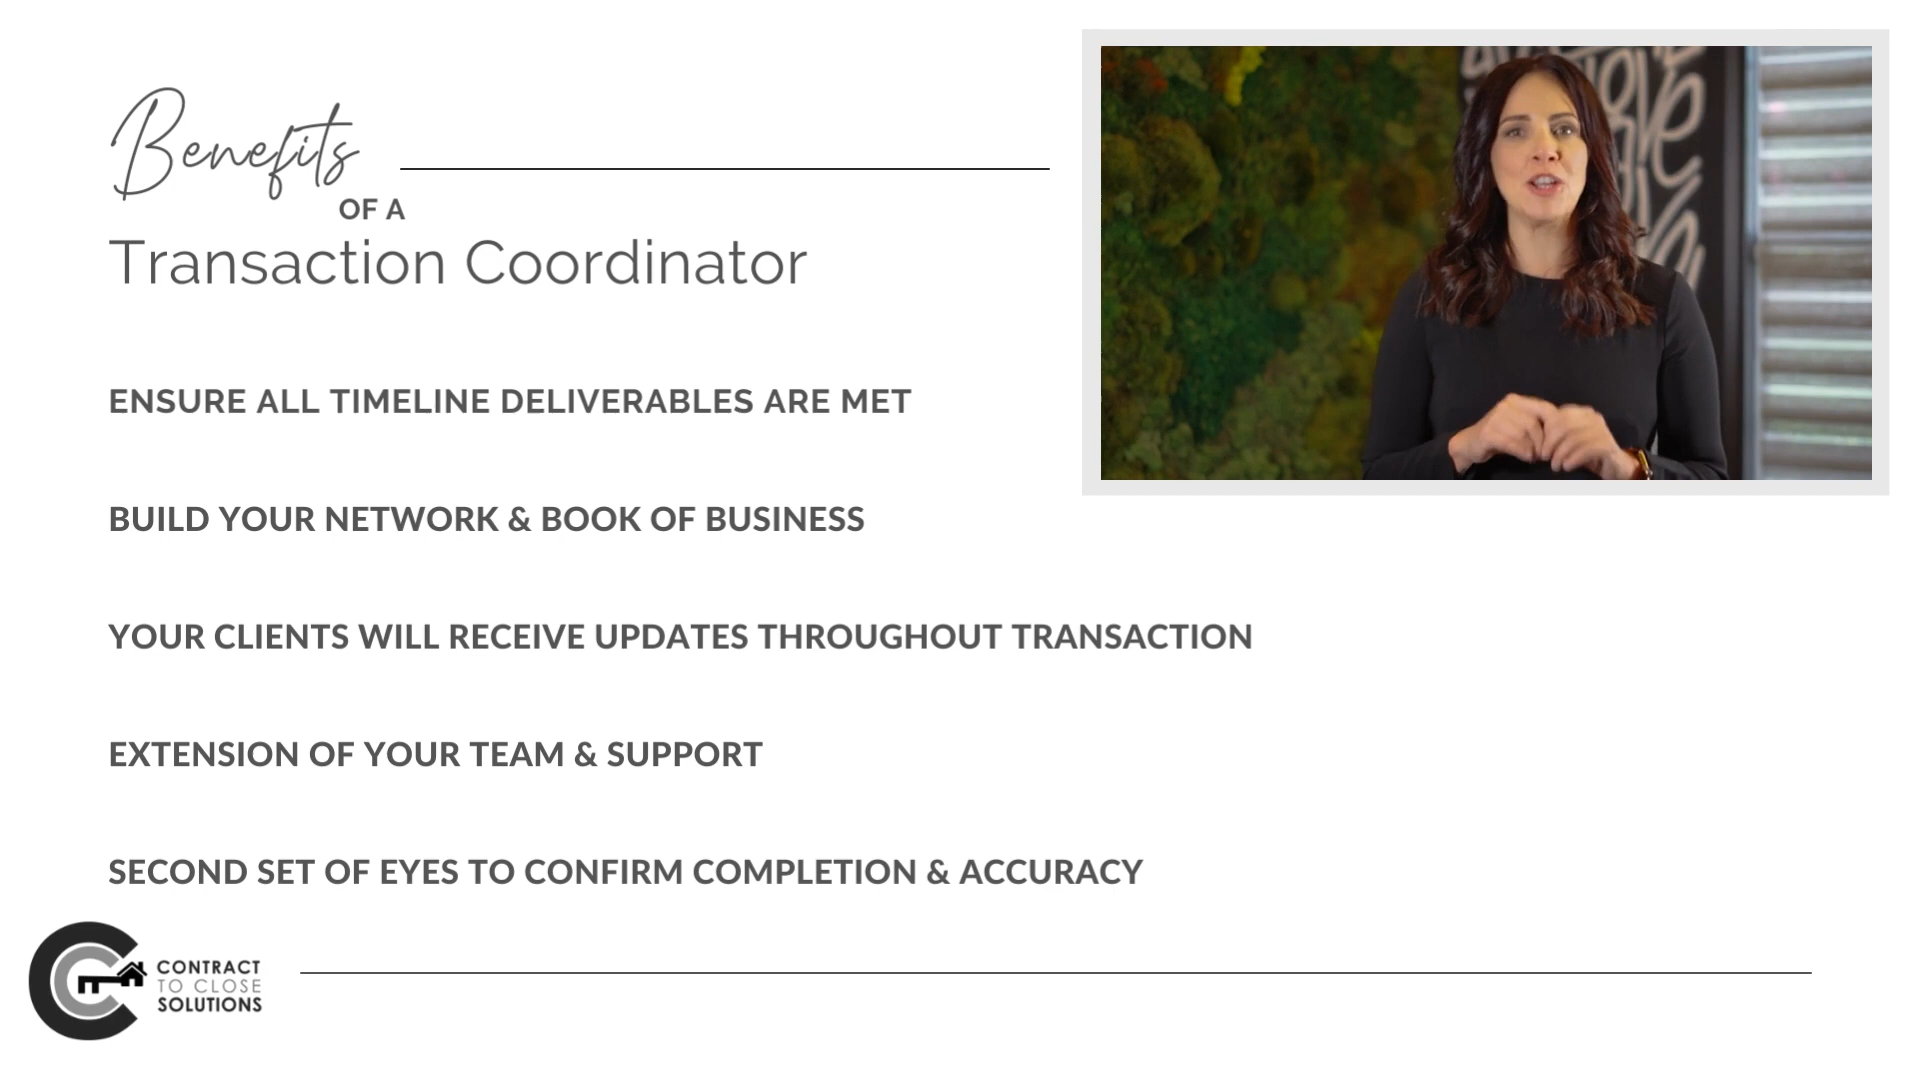 Benefits
OF A
Transaction Coordinator
ENSURE ALL TIMELINE DELIVERABLES ARE MET
BUILD YOUR NETWORK & BOOK OF BUSINESS
YOUR CLIENTS WILL RECEIVE UPDATES THROUGHOUT TRANSACTION
EXTENSION OF YOUR TEAM & SUPPORT
SECOND SET OF EYES TO CONFIRM COMPLETION & ACCURACY
CONTRACT
TO CLOSE
SOLUTIONS